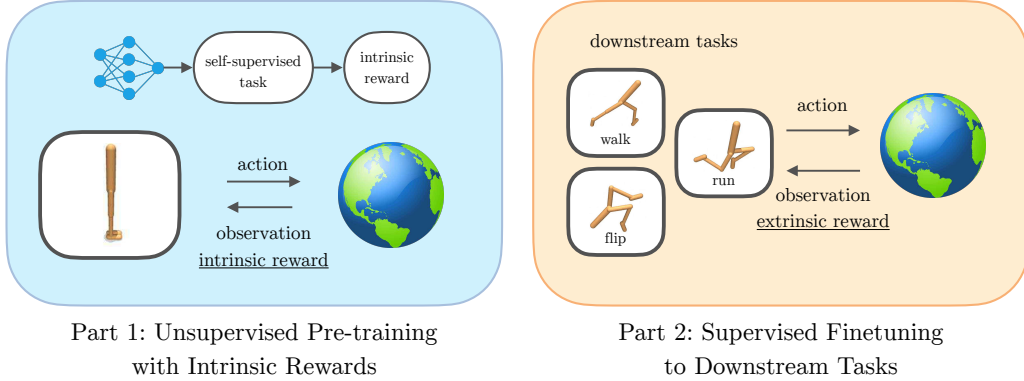 self-supervised
task
intrinsic
reward
action
observation
intrinsic reward
Part 1: Unsupervised Pre-training
with Intrinsic Rewards
downstream tasks
walk
run
flip
action
observation
extrinsic reward
Part 2: Supervised Finetuning
to Downstream Tasks